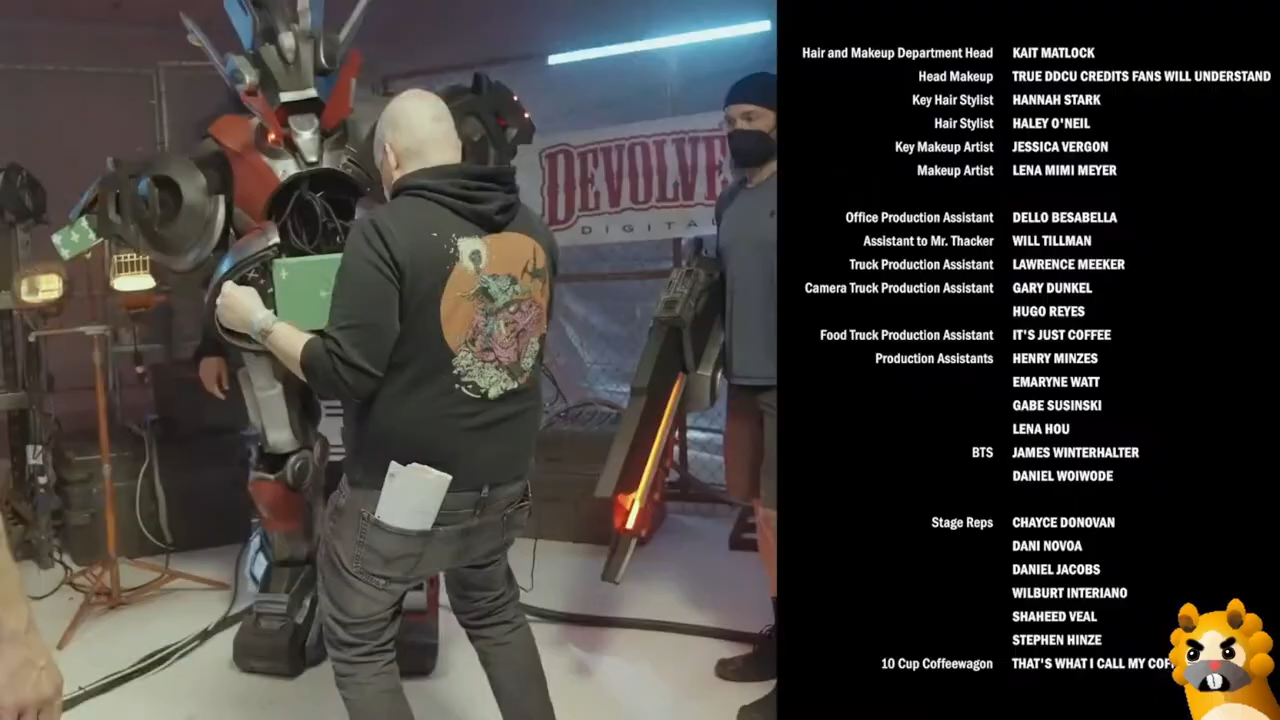 DEVOLVE
DIGITAL
Hair and Makeup Department Head KAIT MATLOCK
Head Makeup TRUE DDCU CREDITS FANS WILL UNDERSTAND
Key Hair Stylist HANNAH STARK
Hair Stylist HALEY O'NEIL
Key Makeup Artist JESSICA VERGON
Makeup Artist LENA MIMI MEYER
Office Production Assistant DELLO BESABELLA
Assistant to Mr. Thacker WILL TILLMAN
Truck Production Assistant LAWRENCE MEEKER
Camera Truck Production Assistant GARY DUNKEL
HUGO REYES
Food Truck Production Assistant IT'S JUST COFFEE
Production Assistants HENRY MINZES
EMARYNE WATT
GABE SUSINSKI
LENA HOU
BTS JAMES WINTERHALTER
DANIEL WOIWODE
Stage Reps CHAYCE DONOVAN
DANI NOVOA
DANIEL JACOBS
WILBURT INTERIANO
SHAHEED VEAL
STEPHEN HINZE
10 Cup Coffeewagon THAT'S WHAT I CALL MY